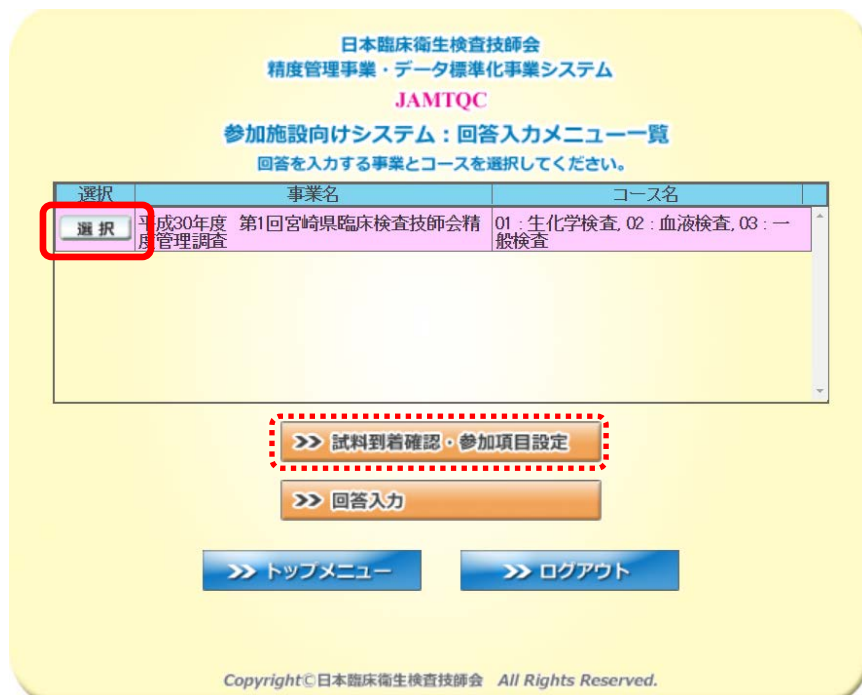 日本臨床衛生検査技師会
精度管理事業・データ標準化事業システム
JAMTQC
参加施設向けシステム：回答入力メニュー一覧
回答を入力する事業とコースを選択してください。
選択 事業名 コース名
選択 平成30年度 第1回宮崎県臨床検査技師会精 01：生化学検査, 02：血液検査, 03：一
度管理調査 般検査
>> 試料到着確認・参加項目設定
>> 回答入力
>> トップメニュー >> ログアウト
Copyright©日本臨床衛生検査技師会 All Rights Reserved.